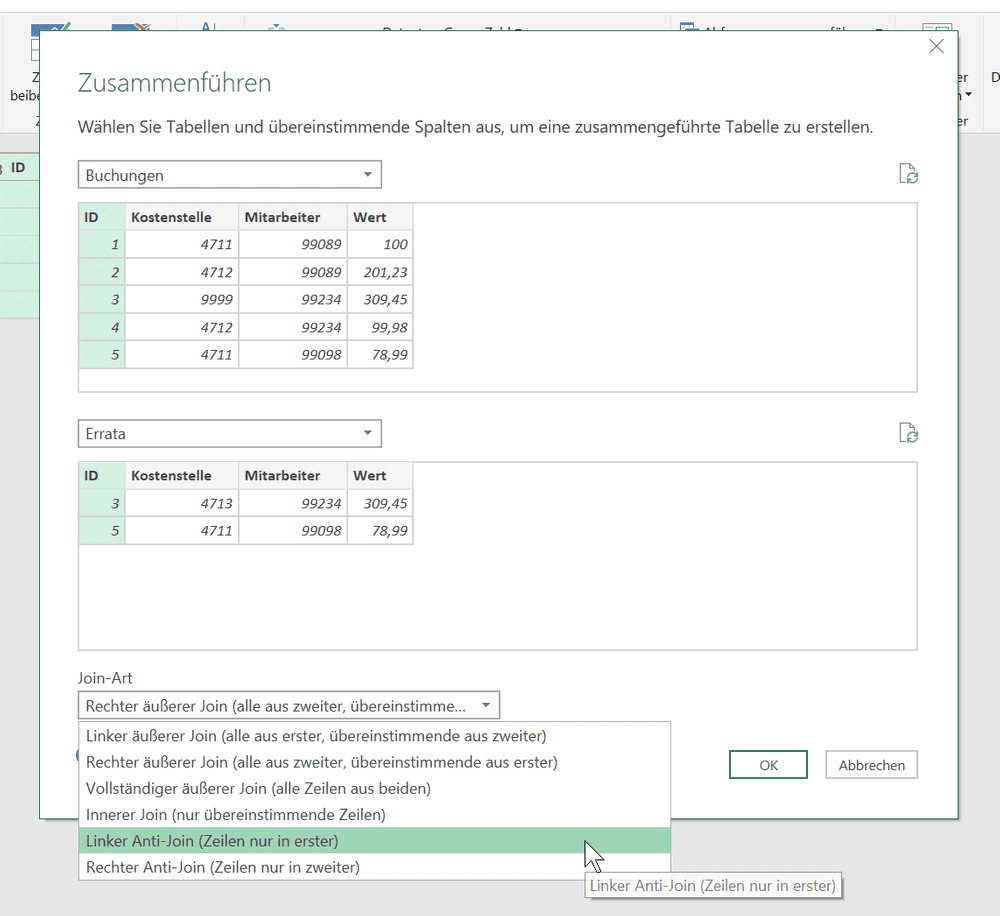 Zusammenführen
Wählen Sie Tabellen und übereinstimmende Spalten aus, um eine zusammengeführte Tabelle zu erstellen.
ID
Buchungen
ID Kostenstelle Mitarbeiter Wert
1 4711 99089 100
2 4712 99089 201,23
3 9999 99234 309,45
4 4712 99234 99,98
5 4711 99098 78,99
Errata
ID Kostenstelle Mitarbeiter Wert
3 4713 99234 309,45
5 4711 99098 78,99
Join-Art
Rechter äußerer Join (alle aus zweiter, übereinstimme...
Linker äußerer Join (alle aus erster, übereinstimmende aus zweiter)
Rechter äußerer Join (alle aus zweiter, übereinstimmende aus erster)
Vollständiger äußerer Join (alle Zeilen aus beiden)
Innerer Join (nur übereinstimmende Zeilen)
Linker Anti-Join (Zeilen nur in erster)
Rechter Anti-Join (Zeilen nur in zweiter)
OK Abbrechen
Linker Anti-Join (Zeilen nur in erster)